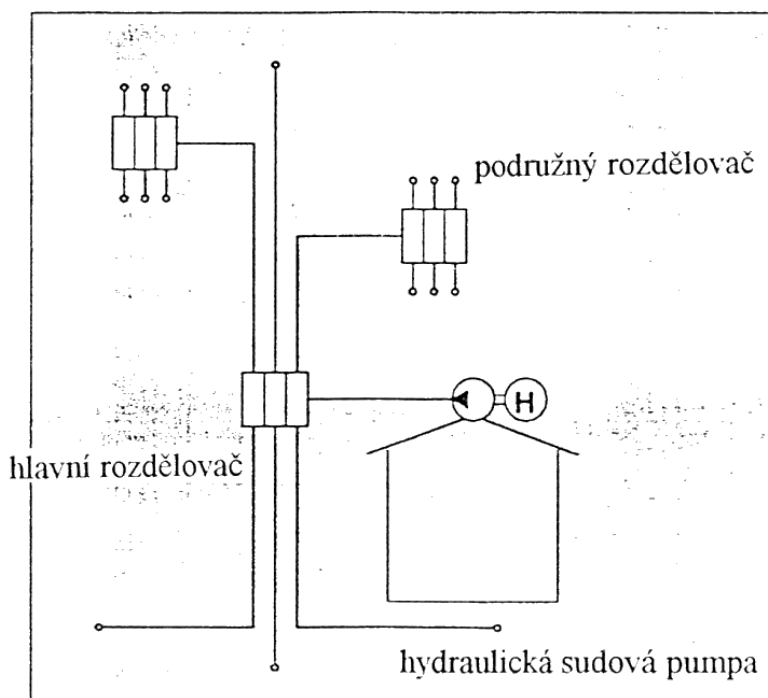 podružný rozdělovač
H
hlavní rozdělovač
hydraulická sudová pumpa